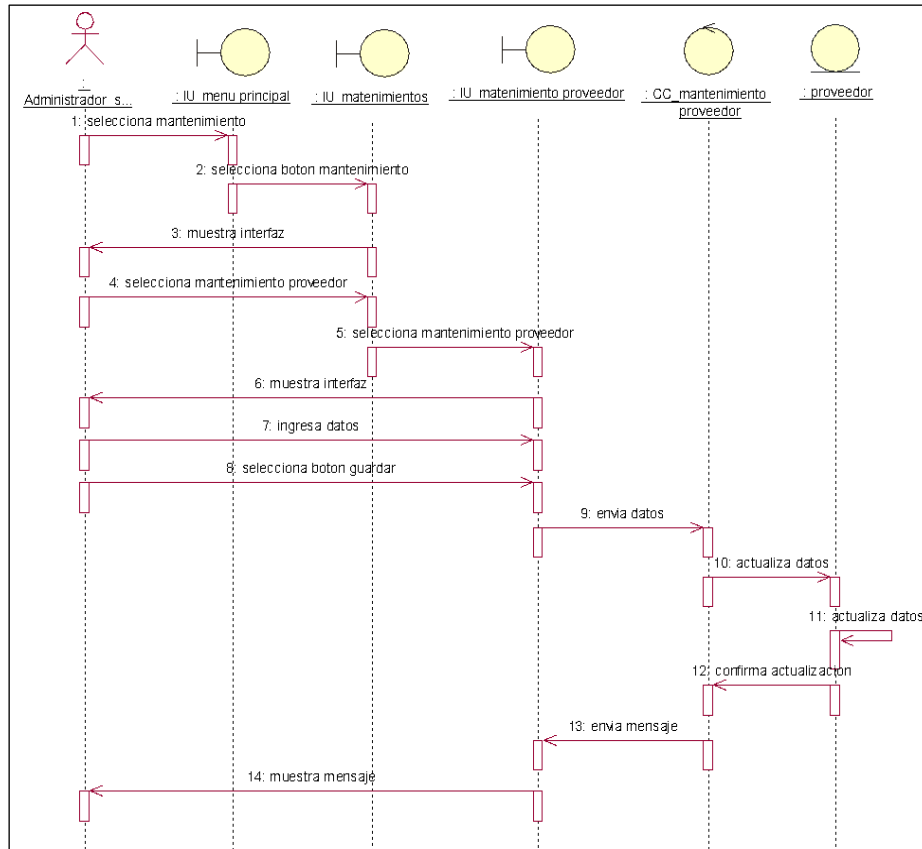 :
Administrador_s...
: IU_menu principal
: IU_matenimientos
: IU_matenimiento proveedor
: CC_mantenimiento
proveedor
: proveedor
1: selecciona mantenimiento
2: selecciona boton mantenimiento
3: muestra interfaz
4: selecciona mantenimiento proveedor
5: selecciona mantenimiento proveedor
6: muestra interfaz
7: ingresa datos
8: selecciona boton guardar
9: envia datos
10: actualiza datos
11: actualiza datos
12: confirma actualizacion
13: envia mensaje
14: muestra mensaje